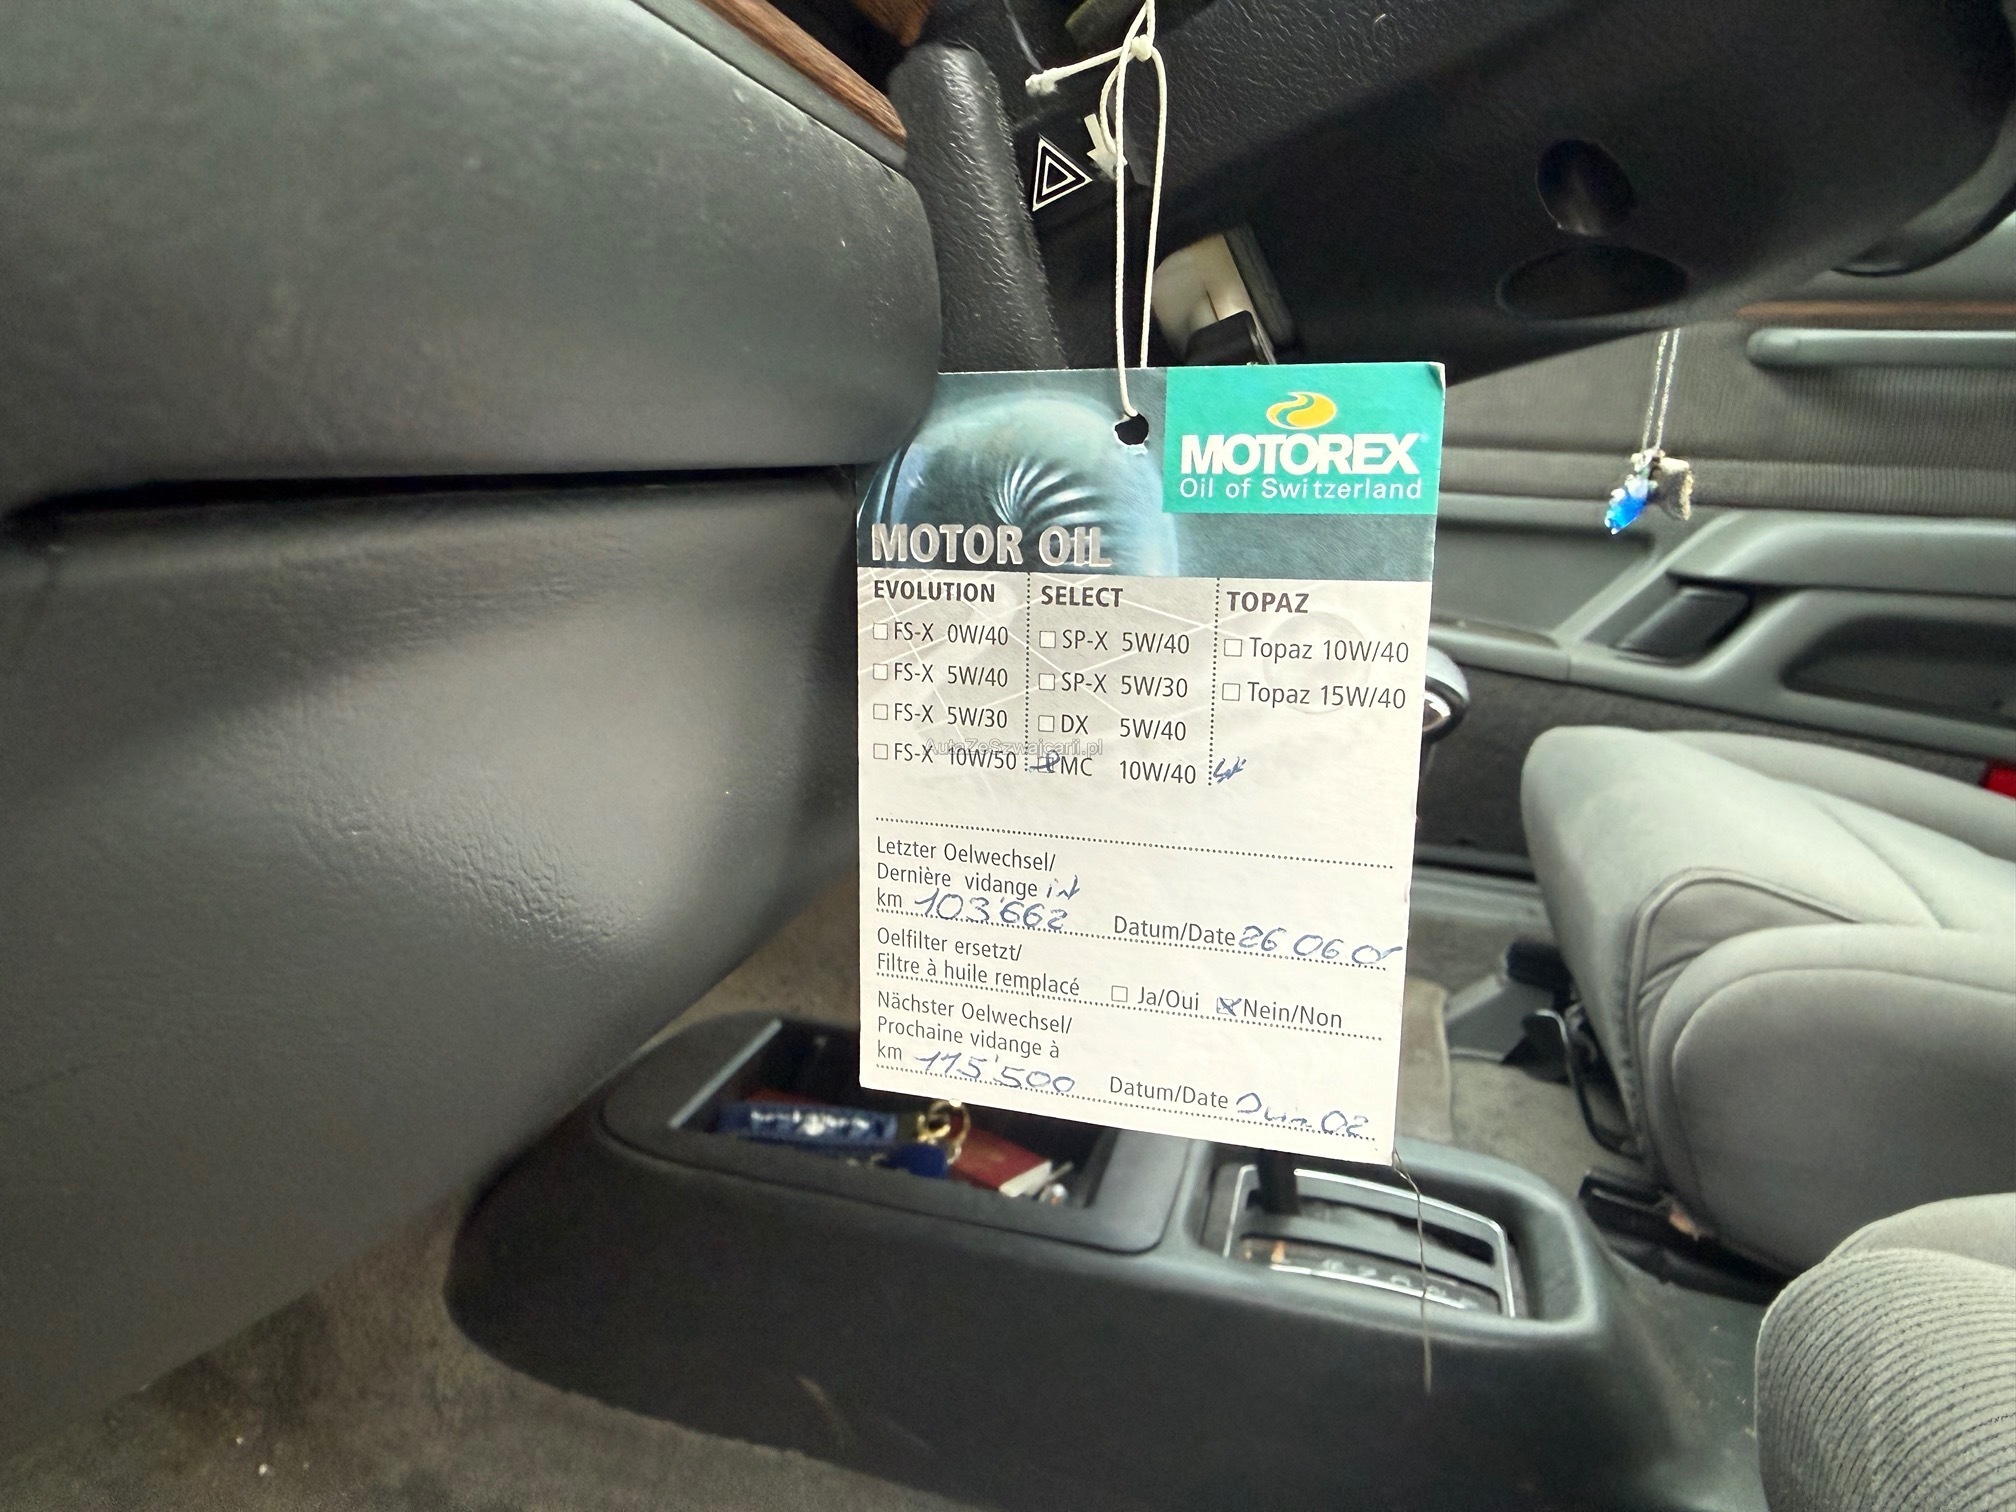 MOTOREX
Oil of Switzerland
MOTOR OIL
EVOLUTION
FS-X 0W/40
FS-X 5W/40
FS-X 5W/30
FS-X 10W/50
SELECT
SP-X 5W/40
SP-X 5W/30
DX 5W/40
MC 10W/40
TOPAZ
Topaz 10W/40
Topaz 15W/40
AutaZeSzwajcarii.pl
Letzter Oelwechsel/
Dernière vidange
km 103'662 Datum/Date 26 06
Oelfilter ersetzt/
Filtre à huile remplacé Ja/Oui Nein/Non
Nächster Oelwechsel/
Prochaine vidange à
km 115'500 Datum/Date 02